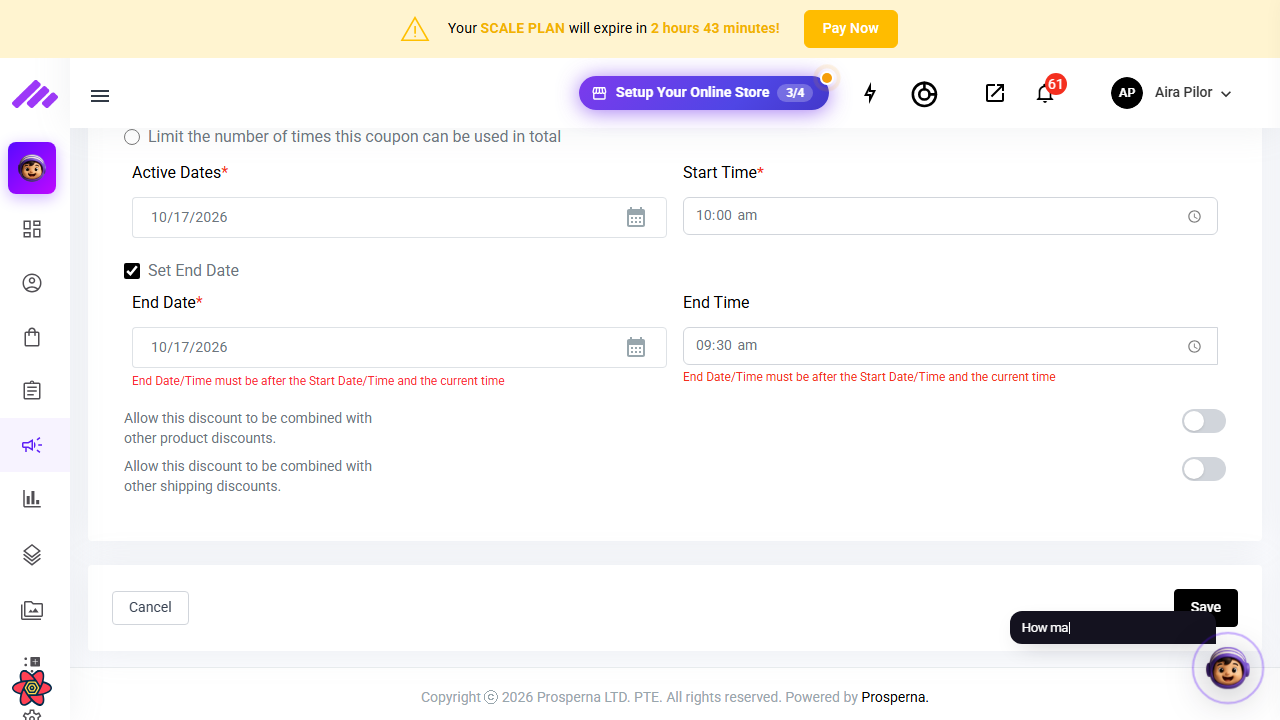 Your SCALE PLAN will expire in 2 hours 43 minutes!
Pay Now
Setup Your Online Store 3/4
61
AP
Aira Pilor
Limit the number of times this coupon can be used in total
Active Dates*
Start Time*
10/17/2026
10:00 am
Set End Date
End Date*
End Time
10/17/2026
09:30 am
End Date/Time must be after the Start Date/Time and the current time
End Date/Time must be after the Start Date/Time and the current time
Allow this discount to be combined with
other product discounts.
Allow this discount to be combined with
other shipping discounts.
Cancel
Save
How ma
Copyright © 2026 Prosperna LTD. PTE. All rights reserved. Powered by Prosperna.